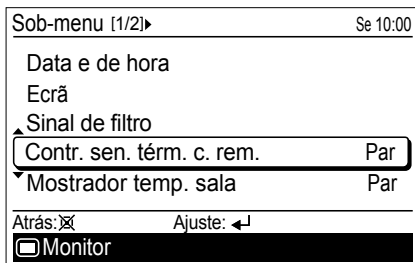 Sob-menu [1/2] Se 10:00
Data e de hora
Ecrã
Sinal de filtro
Contr. sen. térm. c. rem. Par
Mostrador temp. sala Par
Atrás: Ajuste:
Monitor